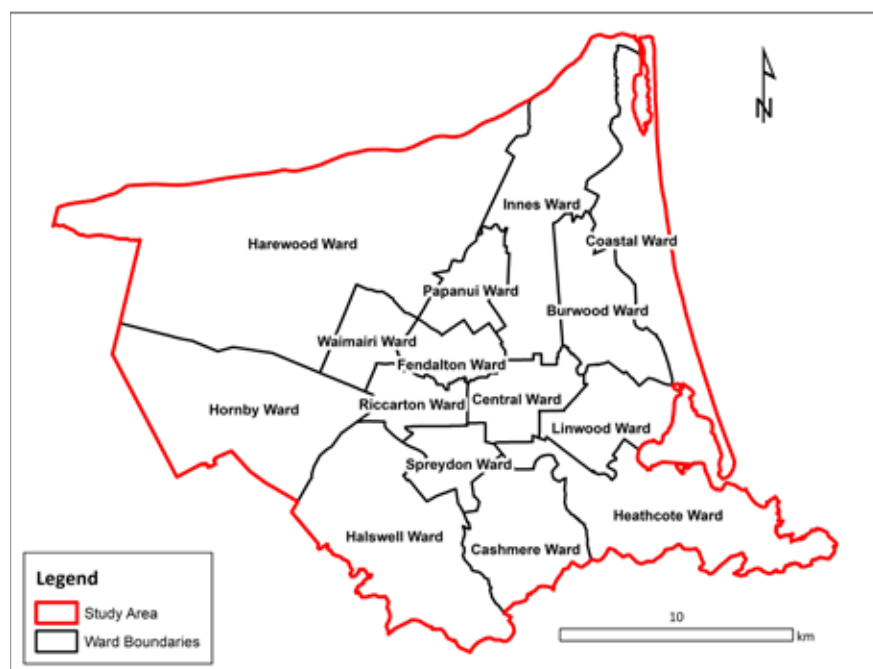 N
Innes Ward
Harewood Ward
Coastal Ward
Papanui Ward
Burwood Ward
Waimairi Ward
Fendalton Ward
Hornby Ward
Riccarton Ward
Central Ward
Linwood Ward
Spreydon Ward
Heathcote Ward
Halswell Ward
Cashmere Ward
Legend
Study Area
Ward Boundaries
10
km